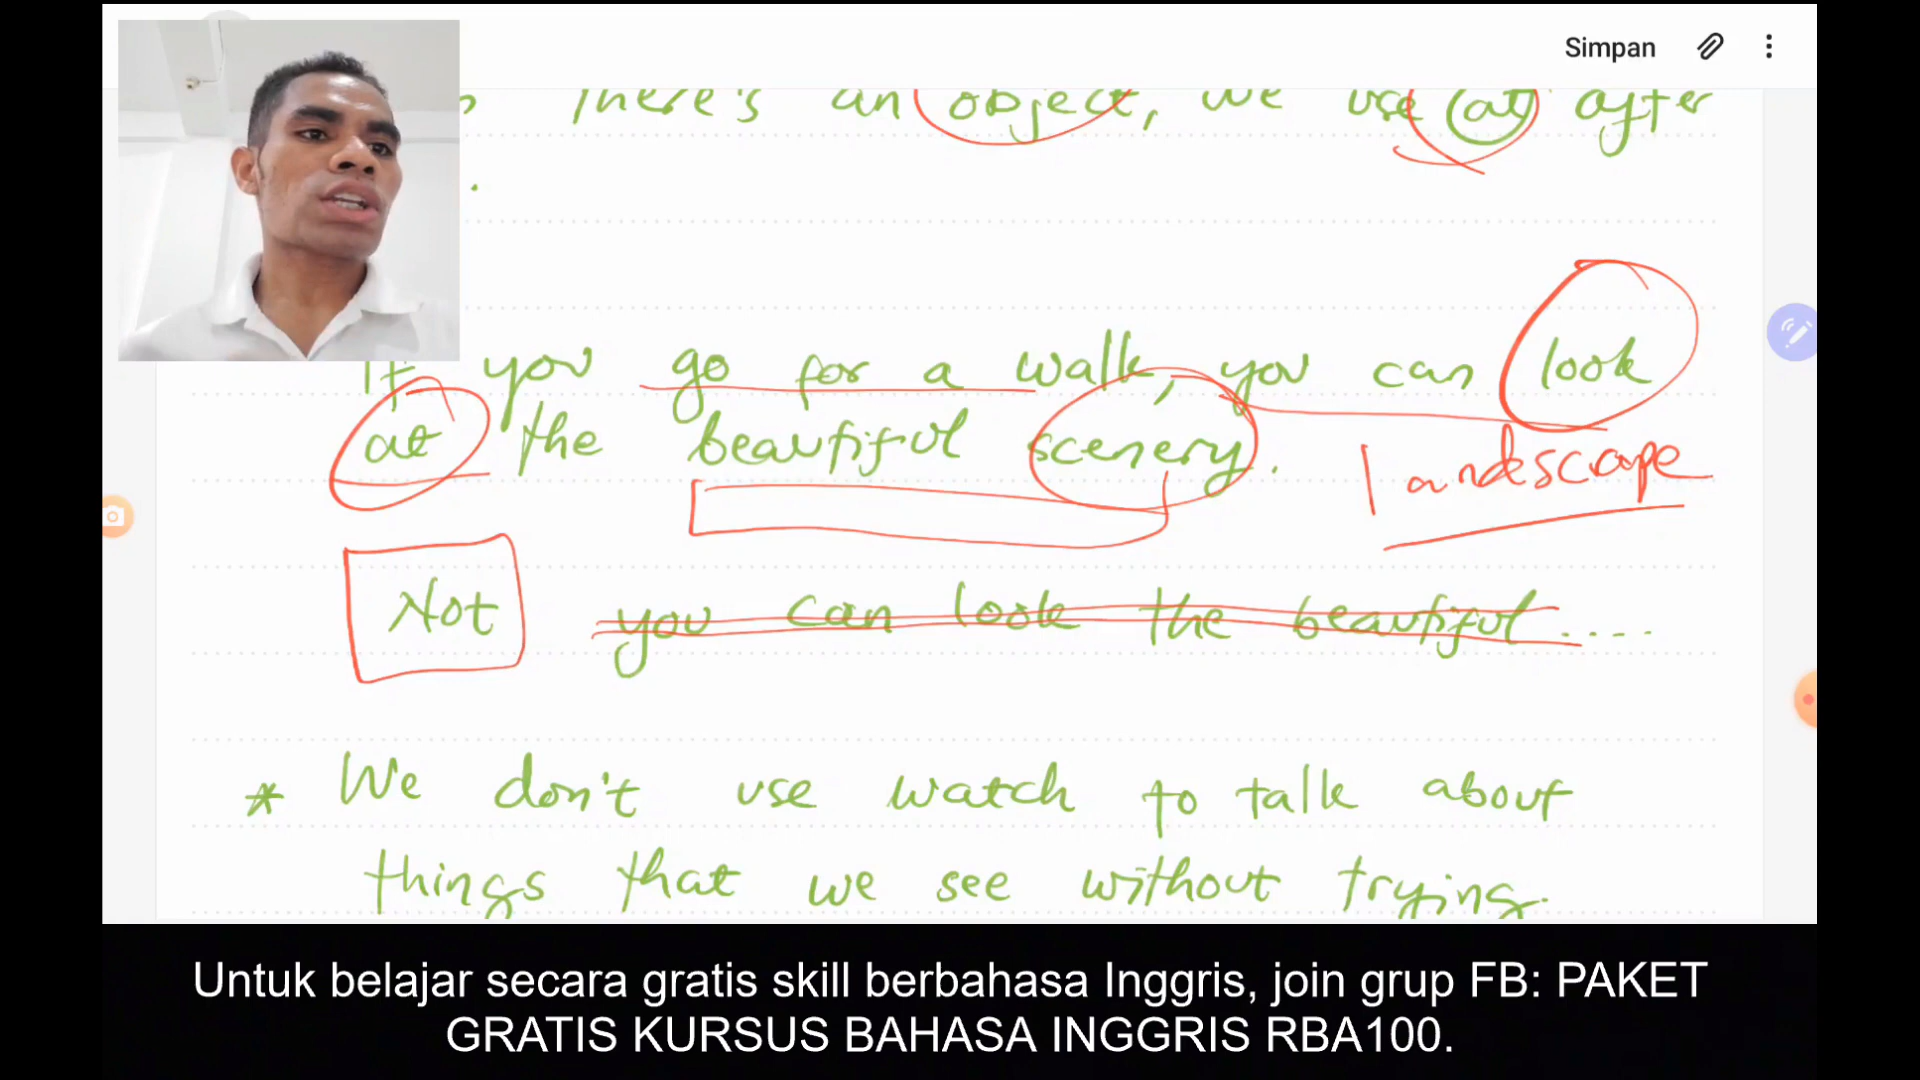 Simpan
There's an object, we use at after
.
If you go for a walk, you can look
at the beautiful scenery. landscape
Not you can look the beautiful .....
* We don't use watch to talk about
things that we see without trying.
Untuk belajar secara gratis skill berbahasa Inggris, join grup FB: PAKET
GRATIS KURSUS BAHASA INGGRIS RBA100.